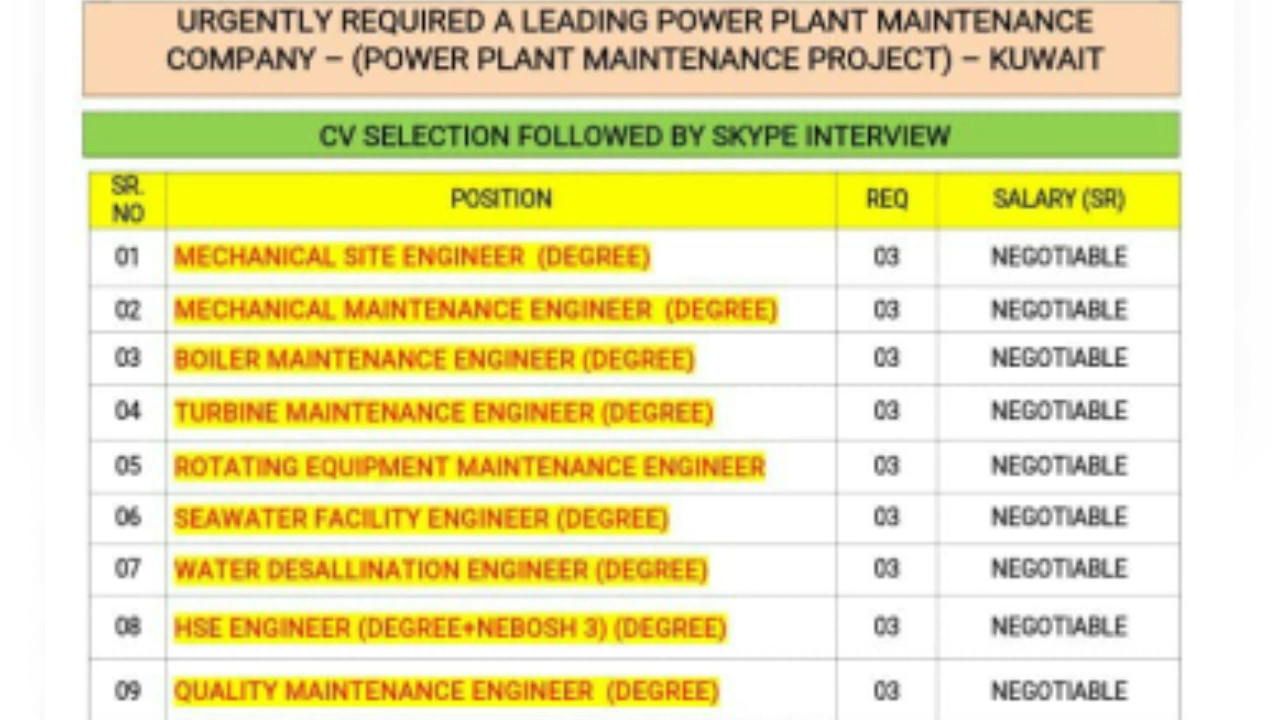 URGENTLY REQUIRED A LEADING POWER PLANT MAINTENANCE
COMPANY – (POWER PLANT MAINTENANCE PROJECT) – KUWAIT
CV SELECTION FOLLOWED BY SKYPE INTERVIEW
SR. NO POSITION REQ SALARY (SR)
01 MECHANICAL SITE ENGINEER (DEGREE) 03 NEGOTIABLE
02 MECHANICAL MAINTENANCE ENGINEER (DEGREE) 03 NEGOTIABLE
03 BOILER MAINTENANCE ENGINEER (DEGREE) 03 NEGOTIABLE
04 TURBINE MAINTENANCE ENGINEER (DEGREE) 03 NEGOTIABLE
05 ROTATING EQUIPMENT MAINTENANCE ENGINEER 03 NEGOTIABLE
06 SEAWATER FACILITY ENGINEER (DEGREE) 03 NEGOTIABLE
07 WATER DESALLINATION ENGINEER (DEGREE) 03 NEGOTIABLE
08 HSE ENGINEER (DEGREE+NEBOSH 3) (DEGREE) 03 NEGOTIABLE
09 QUALITY MAINTENANCE ENGINEER (DEGREE) 03 NEGOTIABLE